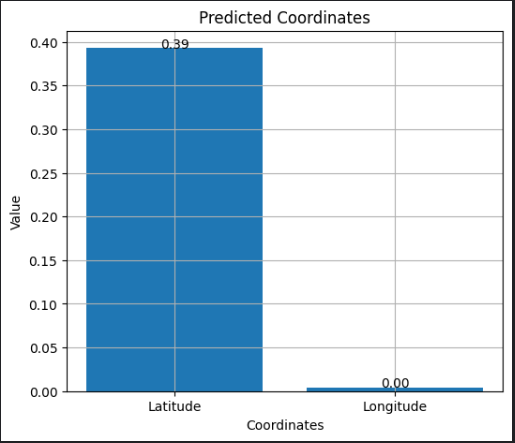 Predicted Coordinates
0.40
0.39
0.35
0.30
0.25
Value
0.20
0.15
0.10
0.05
0.00
0.00
Latitude
Longitude
Coordinates